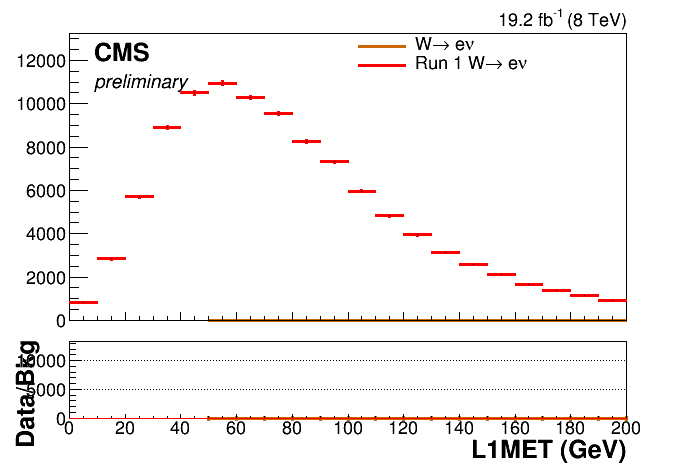 19.2 fb⁻¹ (8 TeV)
CMS
preliminary
W→ eν
Run 1 W→ eν
12000
10000
8000
6000
4000
2000
0
Data/Bkg
5000
0
0 20 40 60 80 100 120 140 160 180 200
L1MET (GeV)